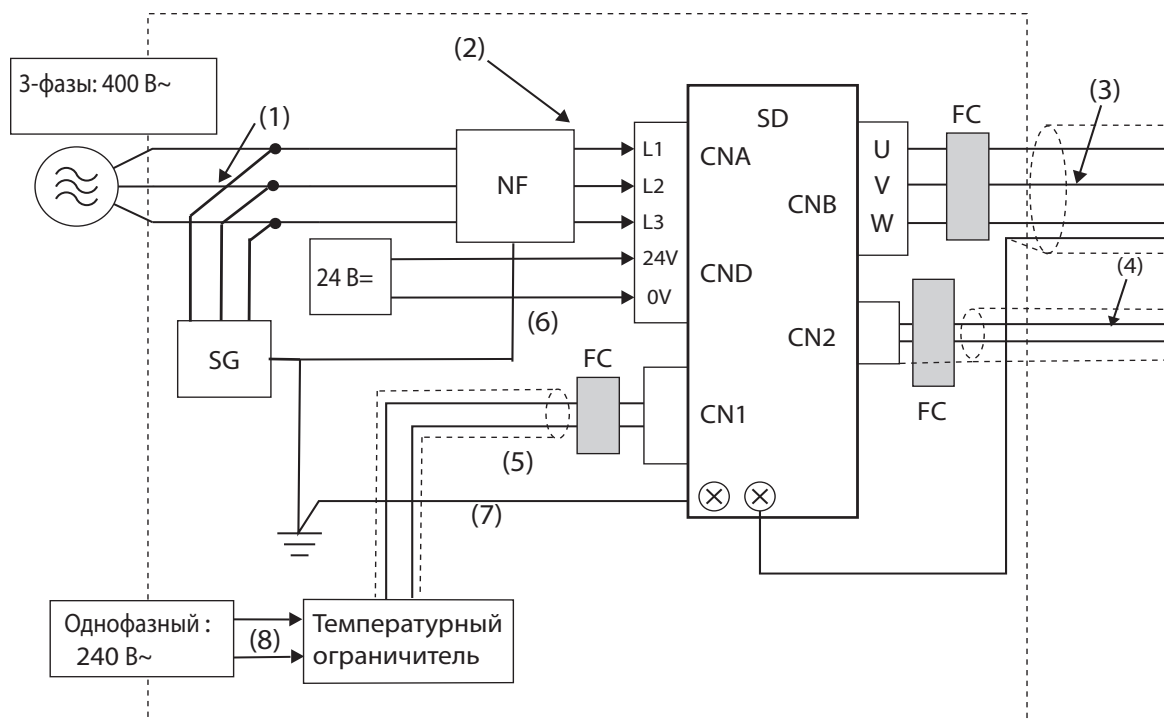 3-фазы: 400 В~
(1)
(2)
(3)
(4)
NF
L1
L2
L3
24V
0V
SD
CNA
CNB
CND
CN2
CN1
U
V
W
FC
24 В=
(6)
SG
FC
FC
(5)
(7)
Однофазный :
240 В~
(8)
Температурный
ограничитель